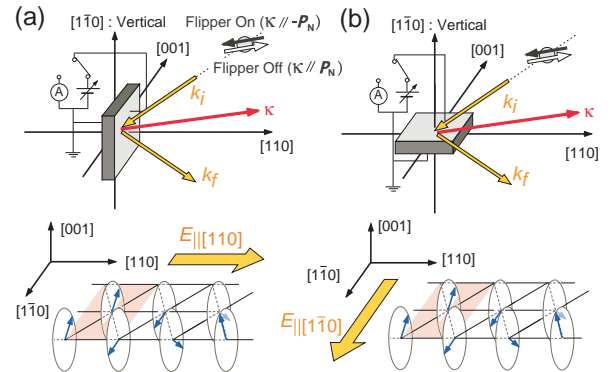 (a)
[11̄0] : Vertical
Flipper On (κ // -P_N)
[001]
Flipper Off (κ // P_N)
A
k_i
κ
[110]
k_f
[001]
E_||[110]
[110]
[11̄0]
(b)
[11̄0] : Vertical
[001]
A
k_i
κ
[110]
k_f
[001]
[110]
[11̄0]
E_||[11̄0]